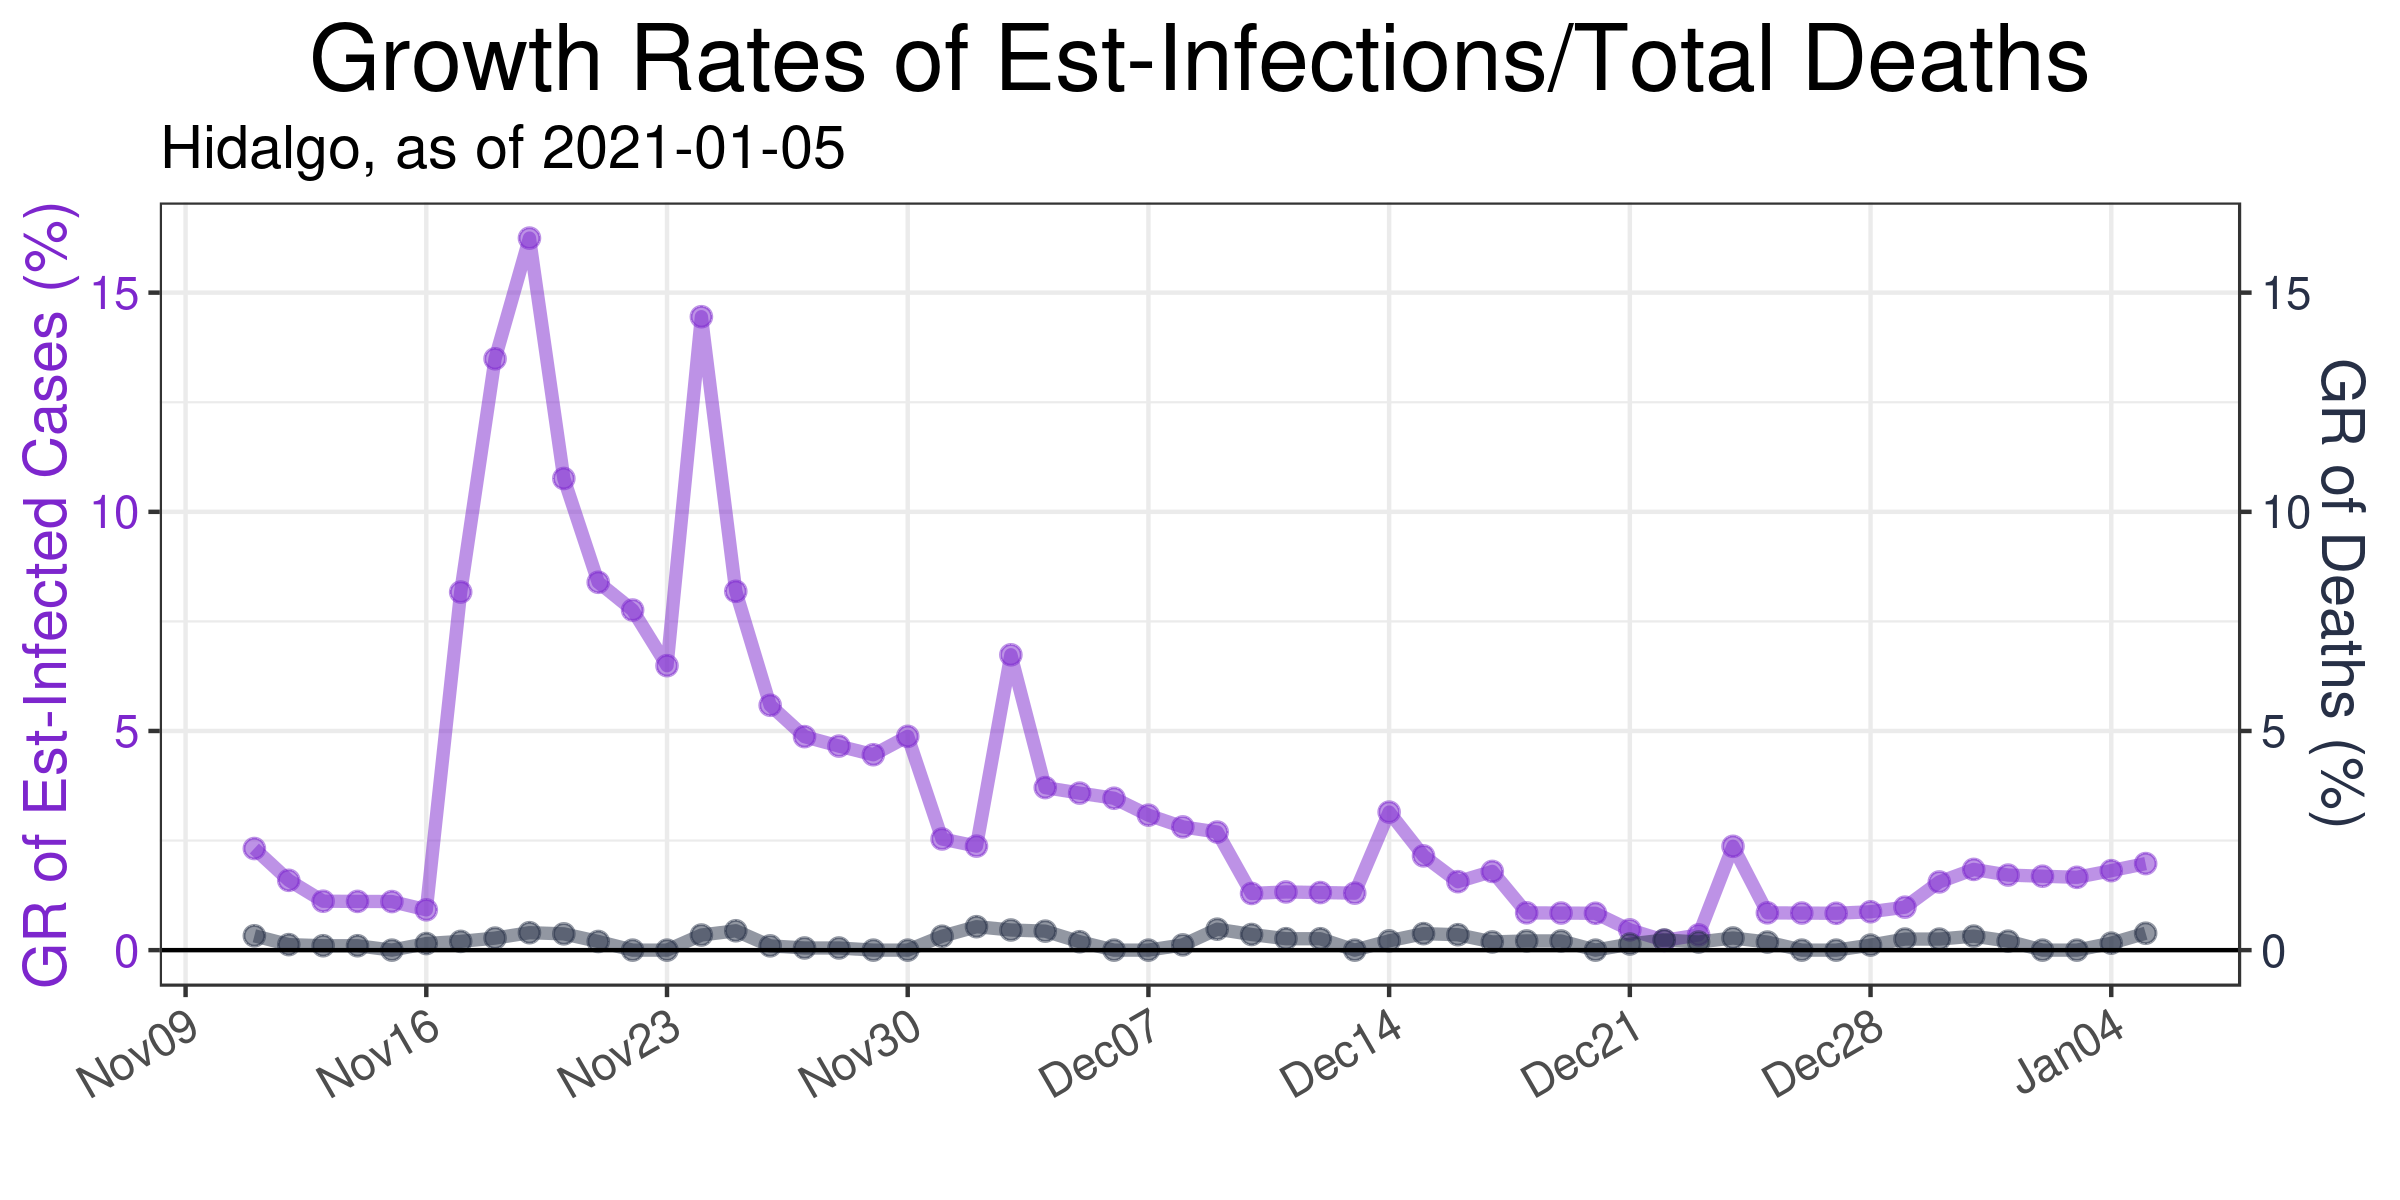 Growth Rates of Est-Infections/Total Deaths
Hidalgo, as of 2021-01-05
GR of Est-Infected Cases (%)
15
10
5
0
15
10
5
0
GR of Deaths (%)
Nov09
Nov16
Nov23
Nov30
Dec07
Dec14
Dec21
Dec28
Jan04